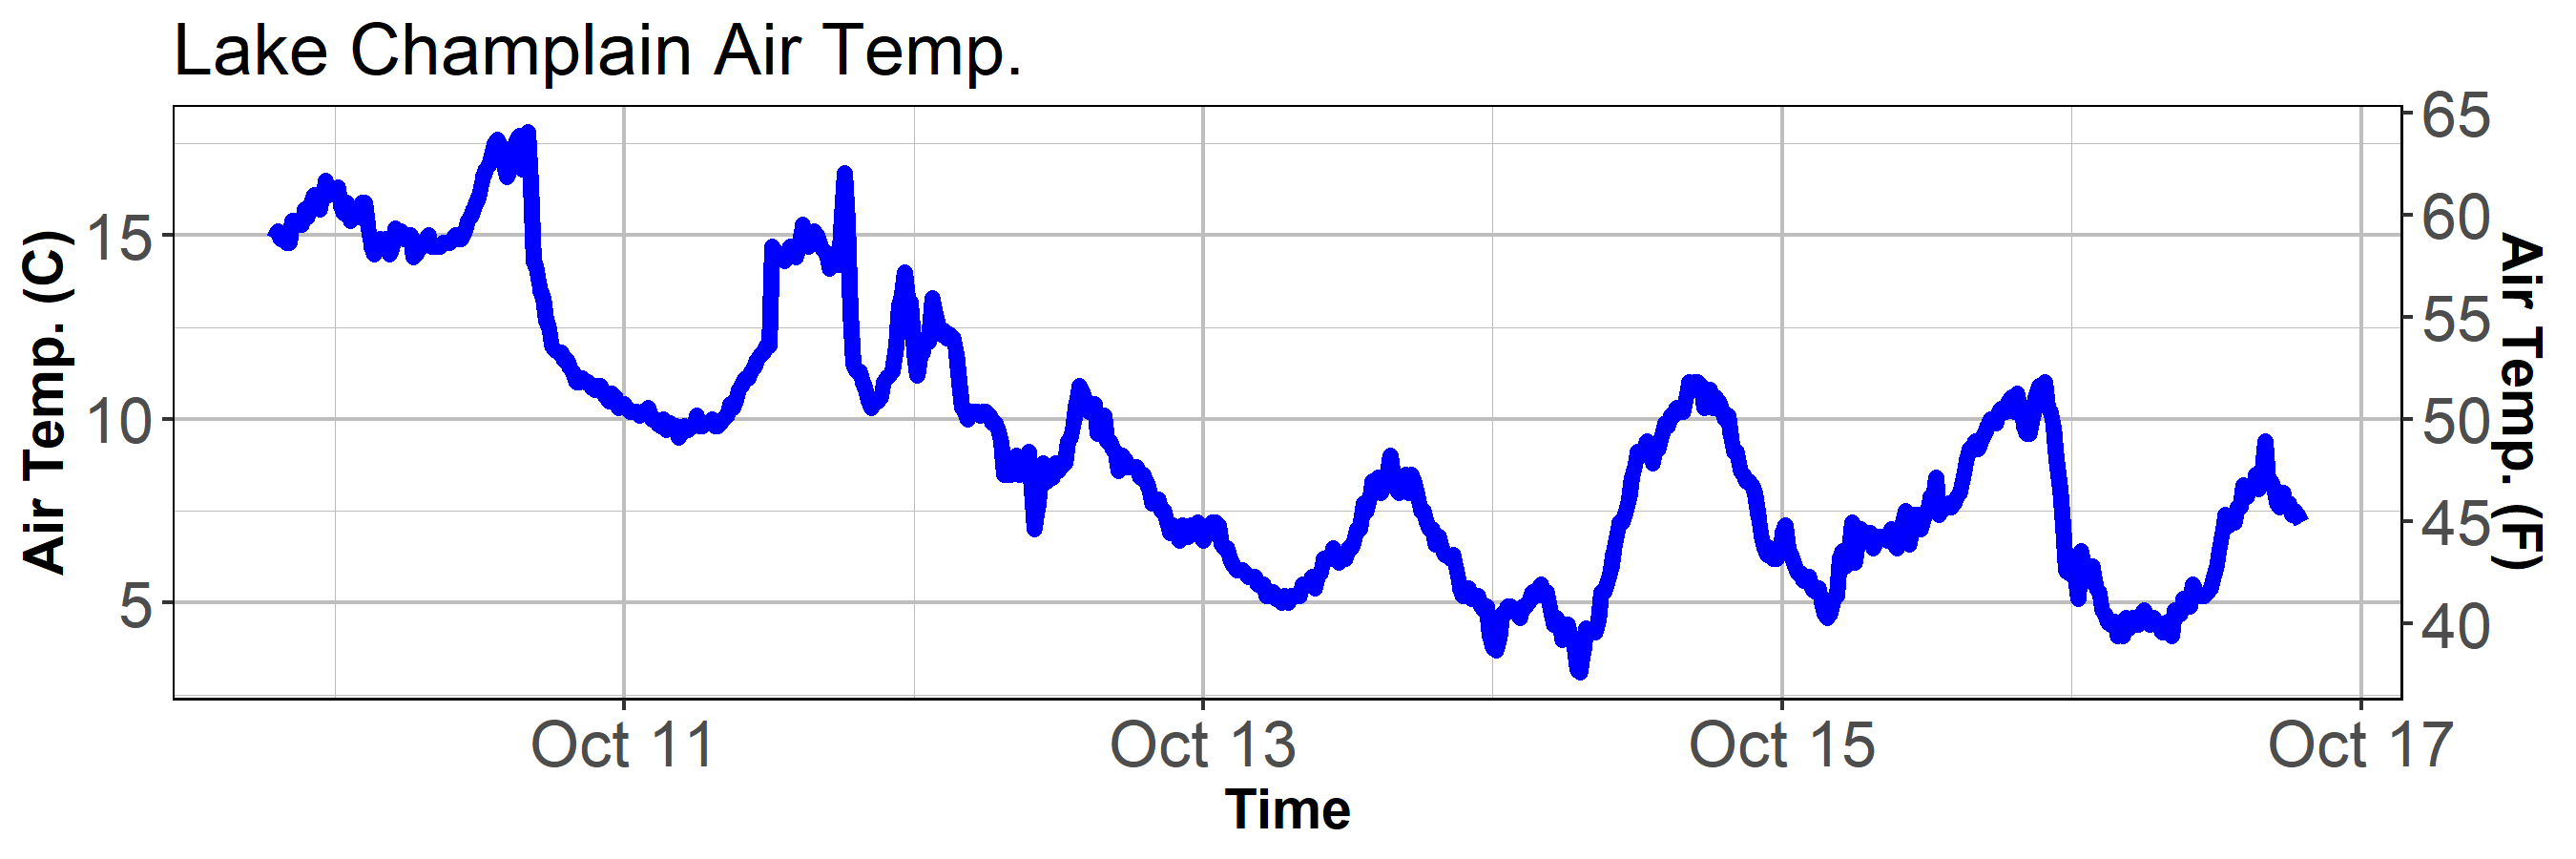 Lake Champlain Air Temp.
Air Temp. (C)
15
10
5
65
60
55
50
45
40
Air Temp. (F)
Oct 11
Oct 13
Oct 15
Oct 17
Time